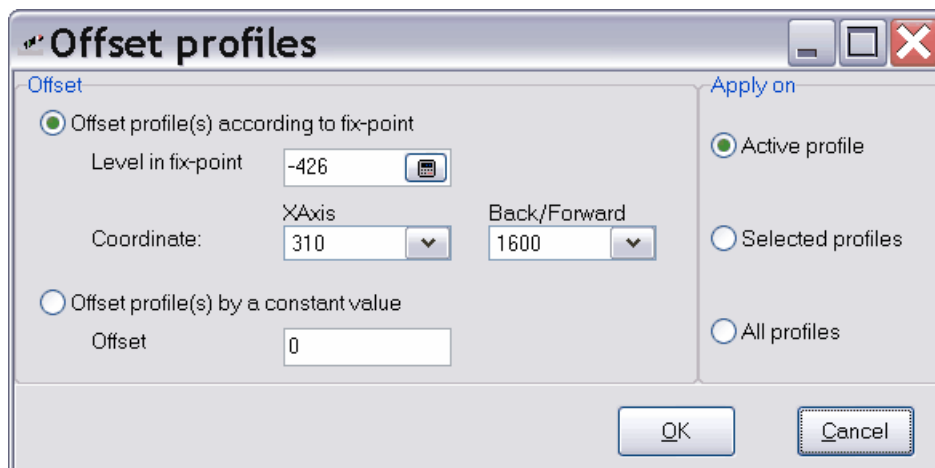 Offset profiles
Offset
Offset profile(s) according to fix-point
Level in fix-point
-426
XAxis
Back/Forward
Coordinate:
310
1600
Offset profile(s) by a constant value
Offset
0
Apply on
Active profile
Selected profiles
All profiles
OK
Cancel